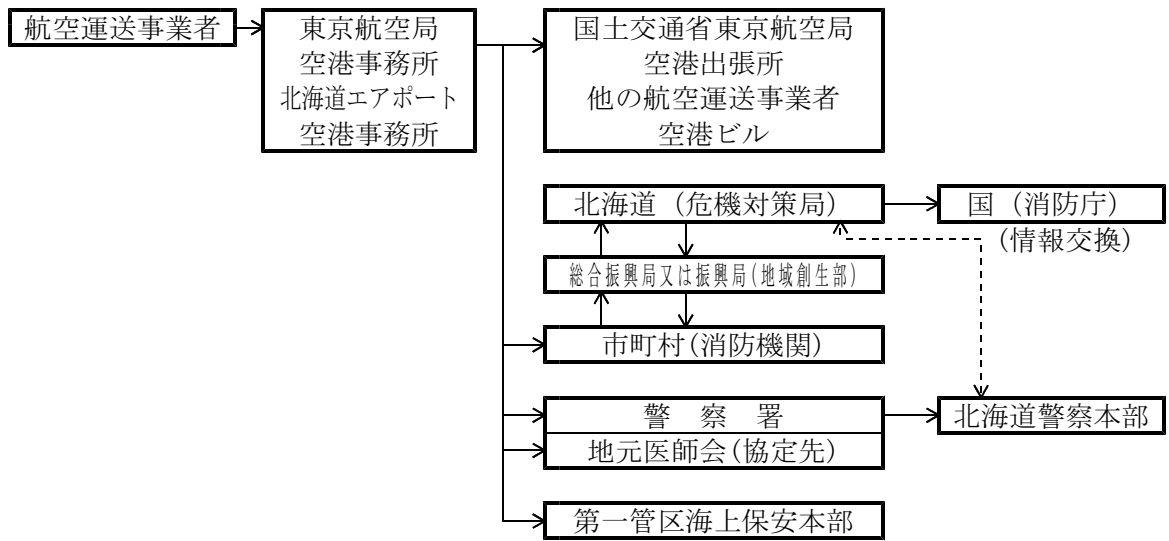 航空運送事業者
東京航空局
空港事務所
北海道エアポート
空港事務所
国土交通省東京航空局
空港出張所
他の航空運送事業者
空港ビル
北海道（危機対策局）
国（消防庁）
(情報交換)
総合振興局又は振興局(地域創生部)
市町村(消防機関)
警　察　署
北海道警察本部
地元医師会(協定先)
第一管区海上保安本部